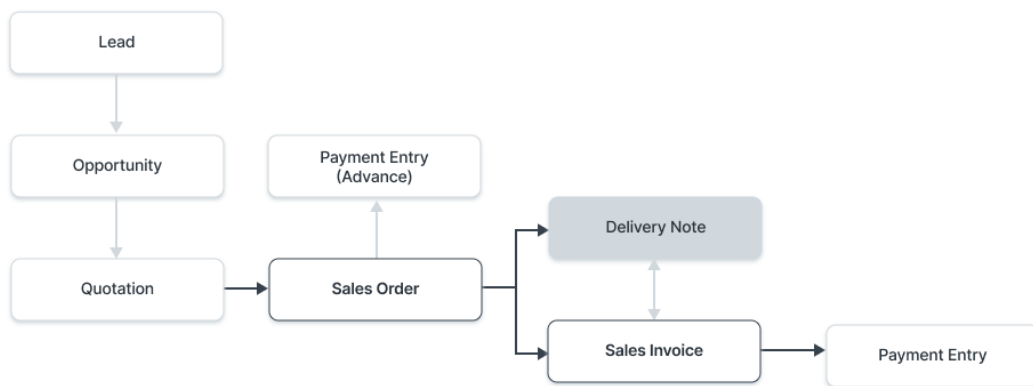 Lead
Opportunity
Payment Entry
(Advance)
Delivery Note
Quotation
Sales Order
Sales Invoice
Payment Entry